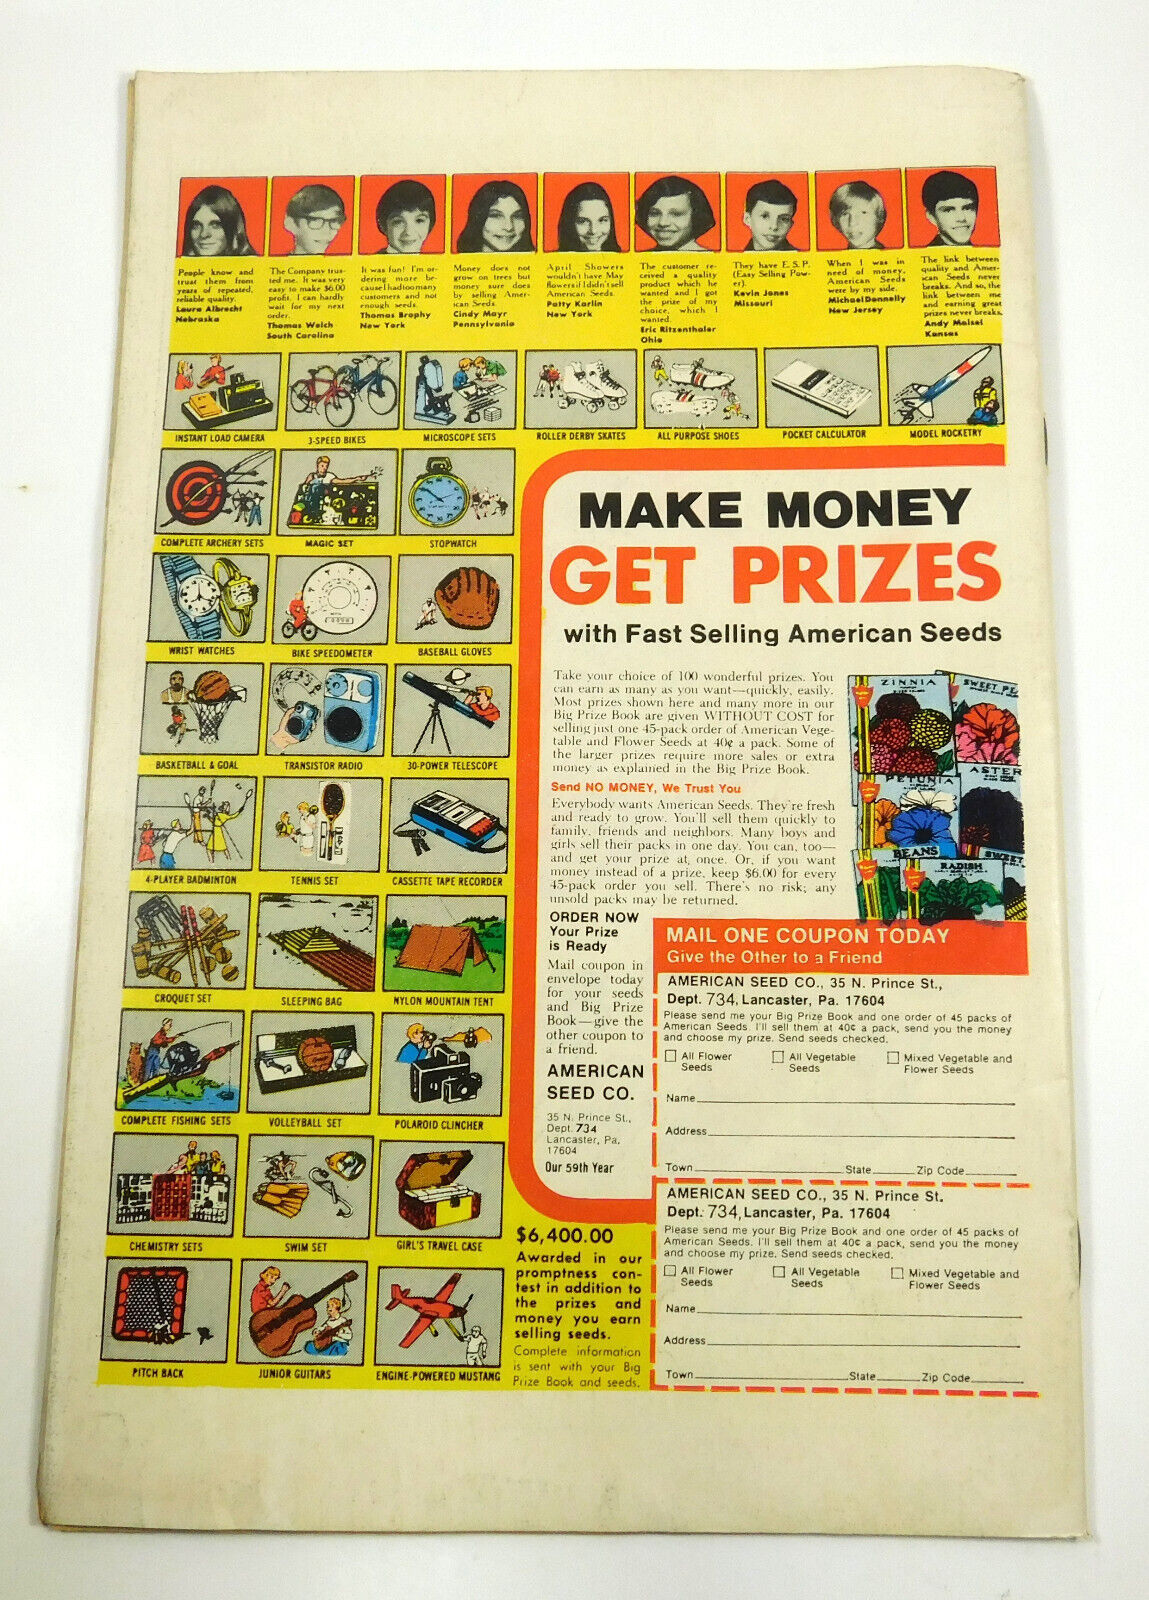 People know and
trust them from
years of repeated,
reliable quality.
Laura Albrecht
Nebraska
The Company trus-
ted me. It was very
easy to make $6.00
profit. I can hardly
wait for my next
order.
Thomas Welch
South Carolina
It was fun! I'm or-
dering more be-
cause I had too many
customers and not
enough seeds.
Thomas Brophy
New York
Money does not
grow on trees but
money sure does
by selling Amer-
ican Seeds.
Cindy Mayr
Pennsylvania
April Showers
wouldn't have May
flowers if I didn't sell
American Seeds.
Patty Karlin
New York
The customer re-
ceived a quality
product which he
wanted and I got
the prize of my
choice, which I
wanted.
Eric Ritzenthaler
Ohio
They have E.S.P.
(Easy Selling Pow-
er).
Kevin Jones
Missouri
When I was in
need of money,
American Seeds
were by my side.
Michael Donnelly
New Jersey
The link between
quality and Amer-
ican Seeds never
breaks. And so, the
link between me
and earning great
prizes never breaks.
Andy Maisel
Kansas
INSTANT LOAD CAMERA
3-SPEED BIKES
MICROSCOPE SETS
ROLLER DERBY SKATES
ALL PURPOSE SHOES
POCKET CALCULATOR
MODEL ROCKETRY
COMPLETE ARCHERY SETS
MAGIC SET
STOPWATCH
WRIST WATCHES
BIKE SPEEDOMETER
BASEBALL GLOVES
BASKETBALL & GOAL
TRANSISTOR RADIO
30-POWER TELESCOPE
4-PLAYER BADMINTON
TENNIS SET
CASSETTE TAPE RECORDER
CROQUET SET
SLEEPING BAG
NYLON MOUNTAIN TENT
COMPLETE FISHING SETS
VOLLEYBALL SET
POLAROID CLINCHER
CHEMISTRY SETS
SWIM SET
GIRL'S TRAVEL CASE
PITCH BACK
JUNIOR GUITARS
ENGINE-POWERED MUSTANG
MAKE MONEY
GET PRIZES
with Fast Selling American Seeds
Take your choice of 100 wonderful prizes. You
can earn as many as you want—quickly, easily.
Most prizes shown here and many more in our
Big Prize Book are given WITHOUT COST for
selling just one 45-pack order of American Vege-
table and Flower Seeds at 40¢ a pack. Some of
the larger prizes require more sales or extra
money as explained in the Big Prize Book.
Send NO MONEY, We Trust You
Everybody wants American Seeds. They're fresh
and ready to grow. You'll sell them quickly to
family, friends and neighbors. Many boys and
girls sell their packs in one day. You can, too—
and get your prize at once. Or, if you want
money instead of a prize, keep $6.00 for every
45-pack order you sell. There's no risk; any
unsold packs may be returned.
ZINNIA
SWEET PE
PETUNIA
ASTER
BEANS
RADISH
SWEET
ORDER NOW
Your Prize
is Ready
Mail coupon in
envelope today
for your seeds
and Big Prize
Book—give the
other coupon to
a friend.
AMERICAN
SEED CO.
35 N. Prince St.,
Dept. 734
Lancaster, Pa.
17604
Our 59th Year
$6,400.00
Awarded in our
promptness con-
test in addition to
the prizes and
money you earn
selling seeds.
Complete information
is sent with your Big
Prize Book and seeds.
MAIL ONE COUPON TODAY
Give the Other to a Friend
AMERICAN SEED CO., 35 N. Prince St.,
Dept. 734, Lancaster, Pa. 17604
Please send me your Big Prize Book and one order of 45 packs of
American Seeds. I'll sell them at 40¢ a pack, send you the money
and choose my prize. Send seeds checked.
All Flower Seeds
All Vegetable Seeds
Mixed Vegetable and Flower Seeds
Name
Address
Town State Zip Code
AMERICAN SEED CO., 35 N. Prince St.
Dept. 734, Lancaster, Pa. 17604
Please send me your Big Prize Book and one order of 45 packs of
American Seeds. I'll sell them at 40¢ a pack, send you the money
and choose my prize. Send seeds checked.
All Flower Seeds
All Vegetable Seeds
Mixed Vegetable and Flower Seeds
Name
Address
Town State Zip Code